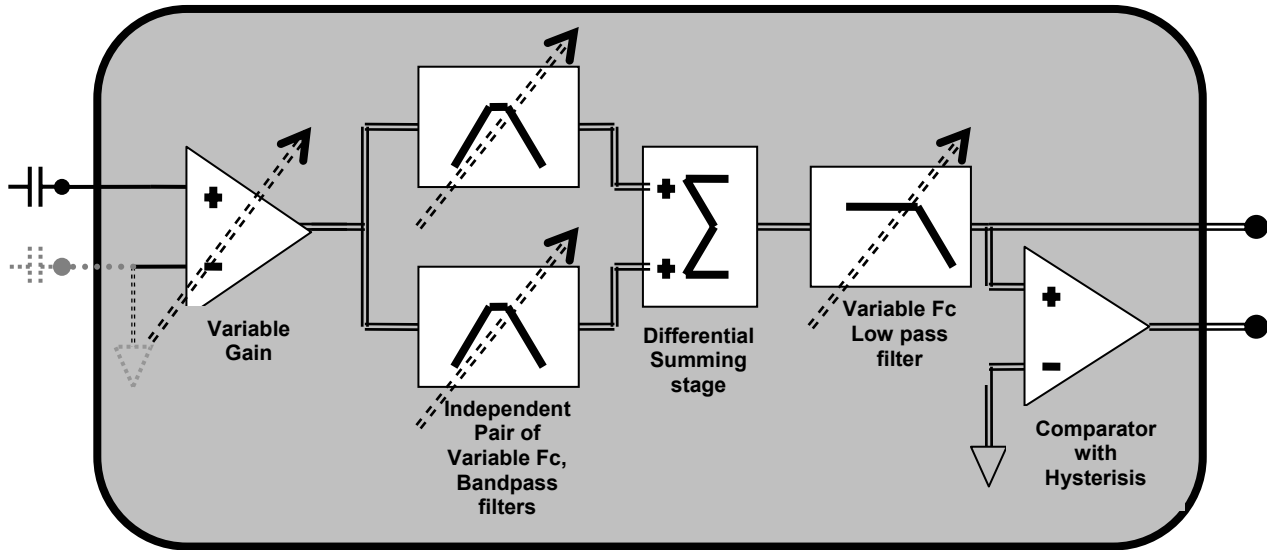 Variable
Gain
Independent
Pair of
Variable Fc,
Bandpass
filters
Differential
Summing
stage
Variable Fc
Low pass
filter
Comparator
with
Hysterisis